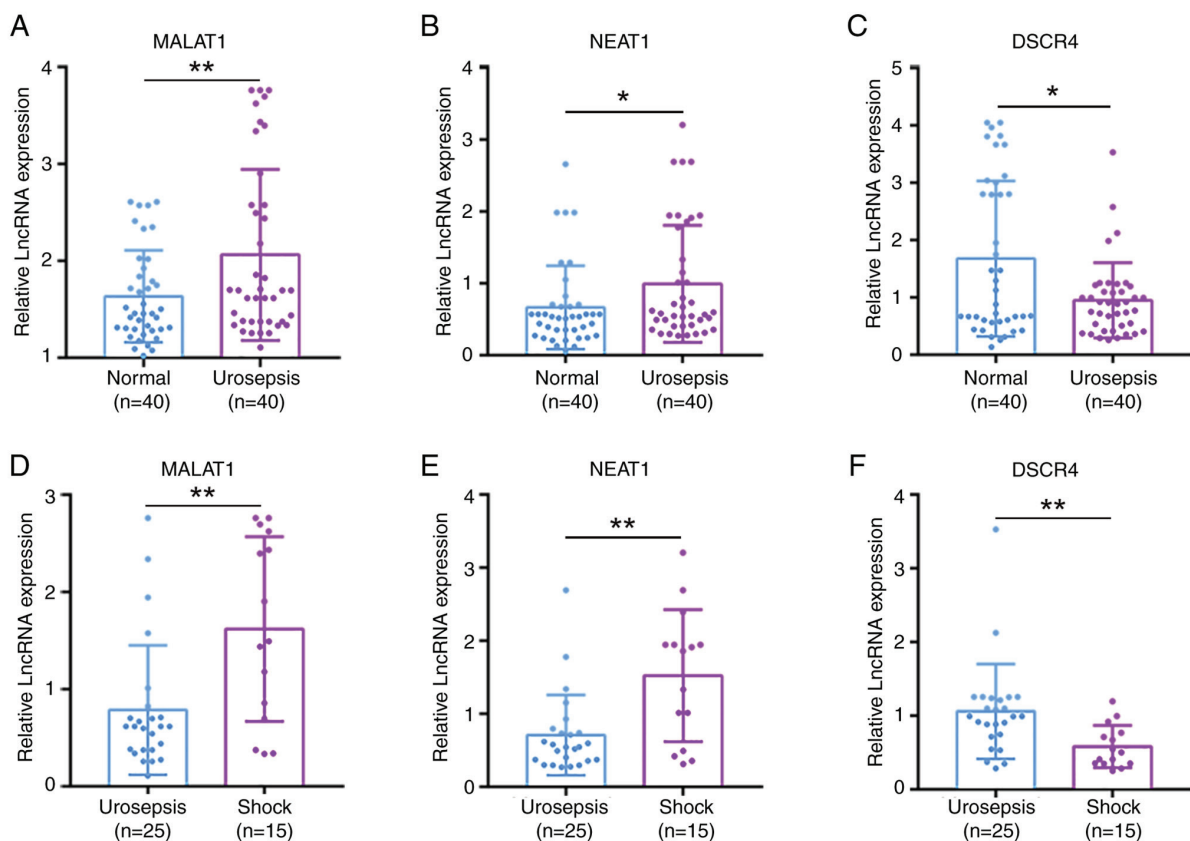 A
MALAT1
Relative LncRNA expression
4
3
2
1
**
Normal
(n=40)
Urosepsis
(n=40)
B
NEAT1
Relative LncRNA expression
4
3
2
1
0
*
Normal
(n=40)
Urosepsis
(n=40)
C
DSCR4
Relative LncRNA expression
5
4
3
2
1
0
*
Normal
(n=40)
Urosepsis
(n=40)
D
MALAT1
Relative LncRNA expression
3
2
1
0
**
Urosepsis
(n=25)
Shock
(n=15)
E
NEAT1
Relative LncRNA expression
4
3
2
1
0
**
Urosepsis
(n=25)
Shock
(n=15)
F
DSCR4
Relative LncRNA expression
4
3
2
1
0
**
Urosepsis
(n=25)
Shock
(n=15)